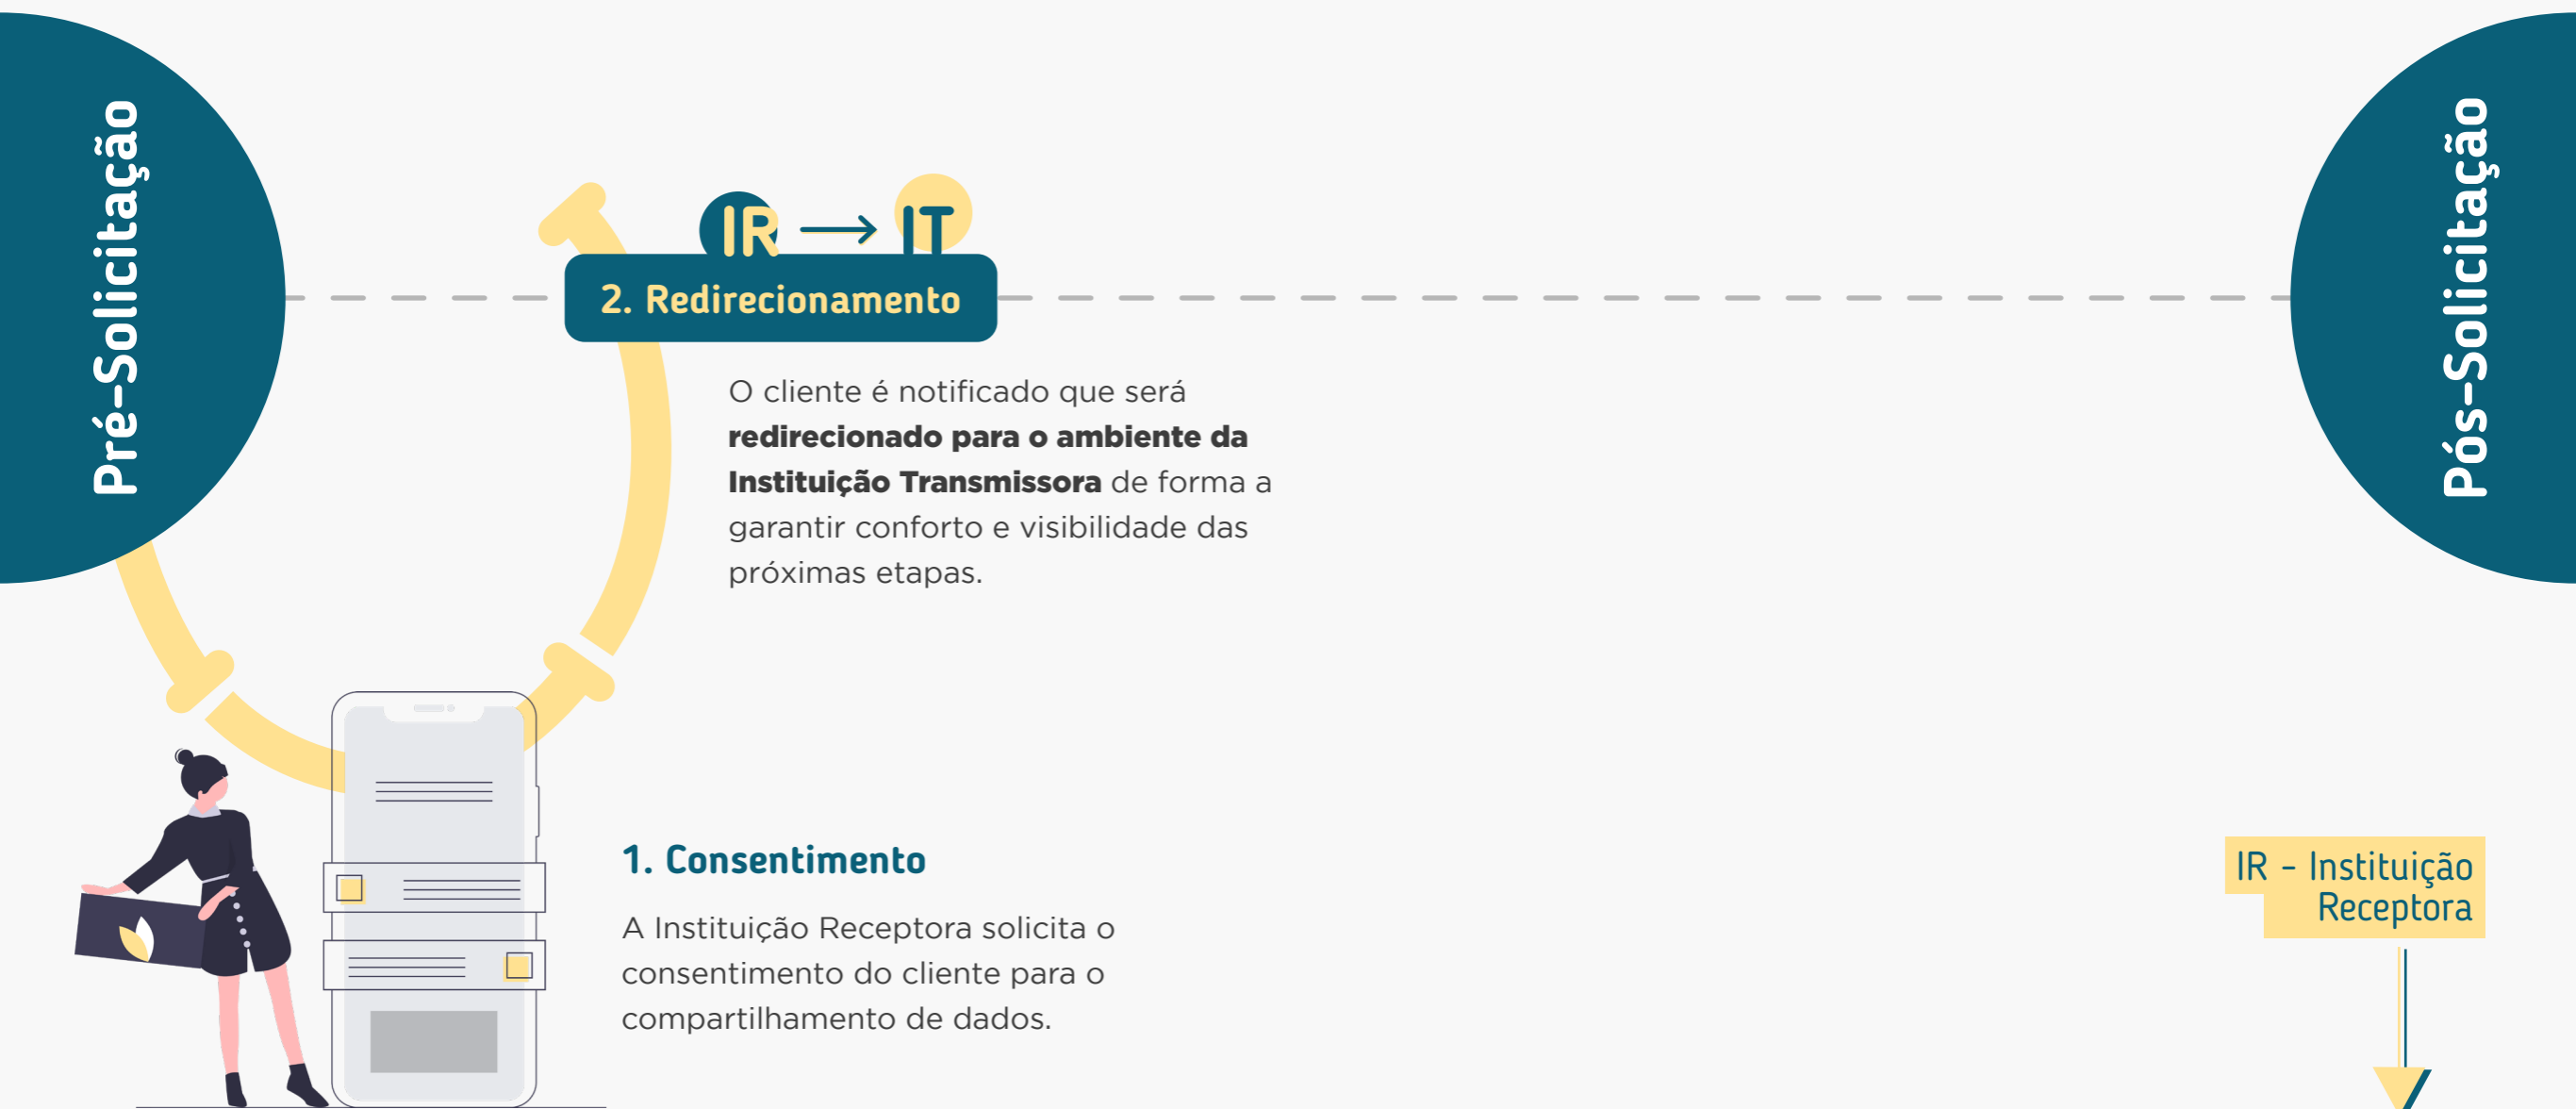 Pré-Solicitação
IR → IT
2. Redirecionamento
O cliente é notificado que será
redirecionado para o ambiente da
Instituição Transmissora de forma a
garantir conforto e visibilidade das
próximas etapas.
1. Consentimento
A Instituição Receptora solicita o
consentimento do cliente para o
compartilhamento de dados.
Pós-Solicitação
IR - Instituição
Receptora